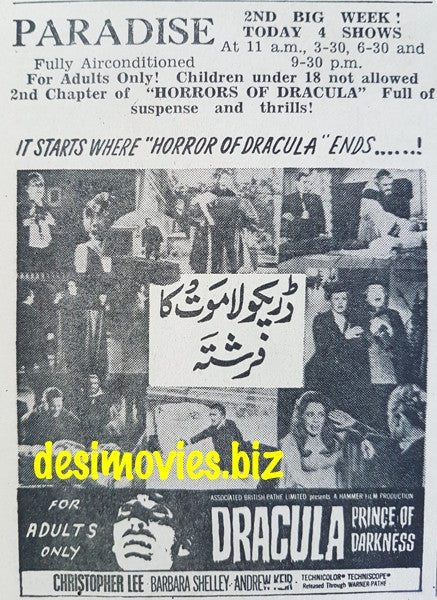 PARADISE
Fully Airconditioned
2ND BIG WEEK!
TODAY 4 SHOWS
At 11 a.m., 3-30, 6-30 and
9-30 p.m.
For Adults Only! Children under 18 not allowed
2nd Chapter of "HORRORS OF DRACULA" Full of
suspense and thrills!
IT STARTS WHERE "HORROR OF DRACULA" ENDS......!
ڈریکولا موت کا
فرشتہ
desimovies.biz
FOR
ADULTS
ONLY
ASSOCIATED BRITISH-PATHE LIMITED presents A HAMMER FILM PRODUCTION
DRACULA PRINCE OF
DARKNESS
CHRISTOPHER LEE · BARBARA SHELLEY · ANDREW KEIR
TECHNICOLOR® TECHNISCOPE®
Released Through WARNER-PATHE